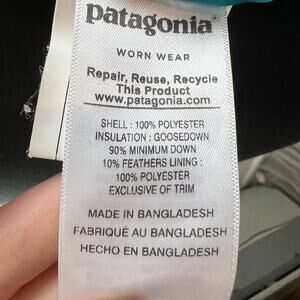 patagonia®
WORN WEAR
Repair, Reuse, Recycle
This Product
www.patagonia.com
SHELL : 100% POLYESTER
INSULATION : GOOSEDOWN
90% MINIMUM DOWN
10% FEATHERS LINING :
100% POLYESTER
EXCLUSIVE OF TRIM
MADE IN BANGLADESH
FABRIQUÉ AU BANGLADESH
HECHO EN BANGLADESH